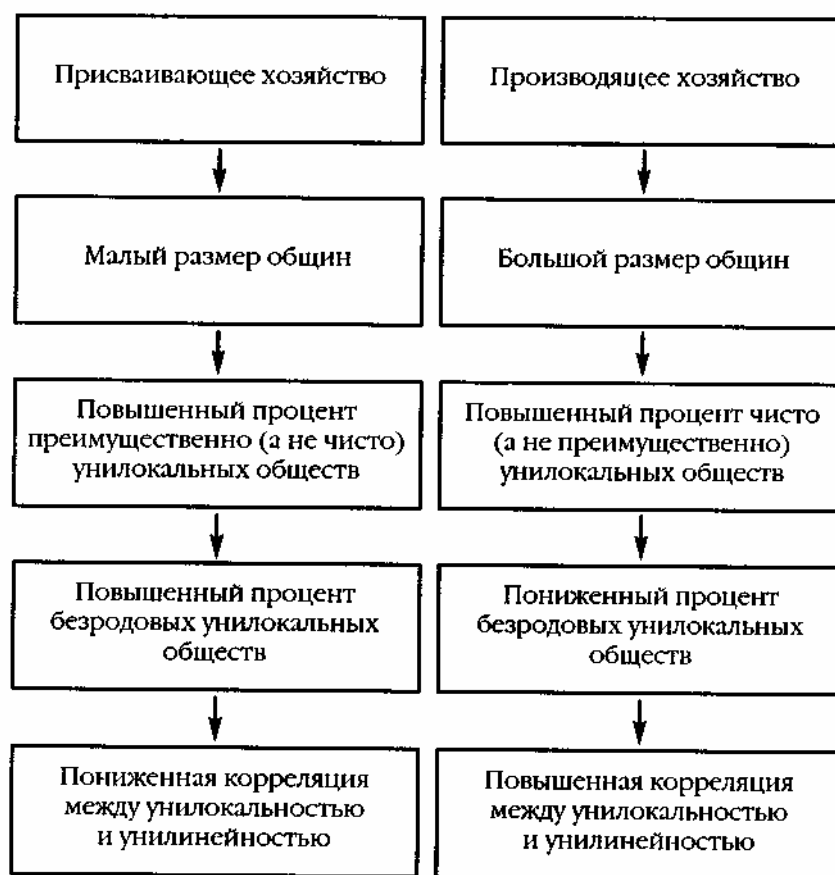 Присваивающее хозяйство
Производящее хозяйство
Малый размер общин
Большой размер общин
Повышенный процент
преимущественно (а не чисто)
унилокальных обществ
Повышенный процент чисто
(а не преимущественно)
унилокальных обществ
Повышенный процент
безродовых унилокальных
обществ
Пониженный процент
безродовых унилокальных
обществ
Пониженная корреляция
между унилокальностью
и унилинейностью
Повышенная корреляция
между унилокальностью
и унилинейностью